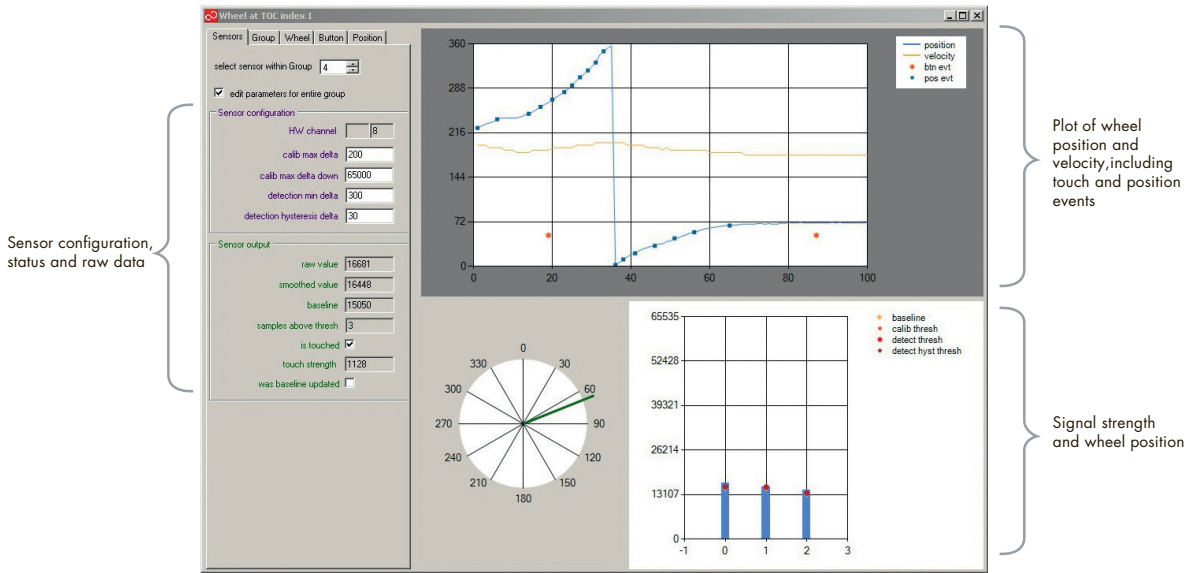 Wheel at TOC index 1
Sensors Group Wheel Button Position
select sensor within Group 4
edit parameters for entire group
Sensor configuration
HW channel 8
calib max delta 200
calib max delta down 65000
detection min delta 300
detection hysteresis delta 30
Sensor output
raw value 16681
smoothed value 16448
baseline 15050
samples above thresh 3
is touched
touch strength 1128
was baseline updated
Sensor configuration,
status and raw data
360
288
216
144
72
0
0 20 40 60 80 100
position
velocity
btn evt
pos evt
Plot of wheel
position and
velocity,including
touch and position
events
0
30
60
90
120
150
180
210
240
270
300
330
65535
52428
39321
26214
13107
0
-1 0 1 2 3
baseline
calib thresh
detect thresh
detect hyst thresh
Signal strength
and wheel position